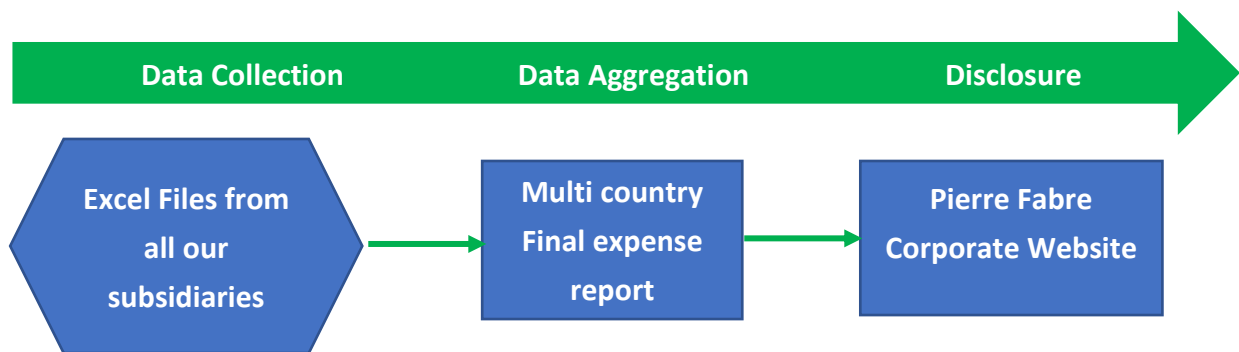 Data Collection Data Aggregation Disclosure
Excel Files from
all our
subsidiaries
Multi country
Final expense
report
Pierre Fabre
Corporate Website